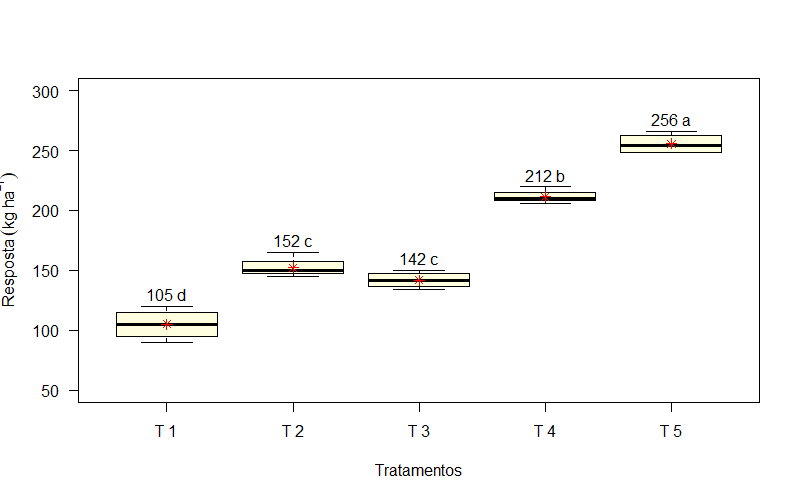 300
250
200
150
100
50
Resposta (kg ha⁻¹)
105 d
152 c
142 c
212 b
256 a
T 1
T 2
T 3
T 4
T 5
Tratamentos